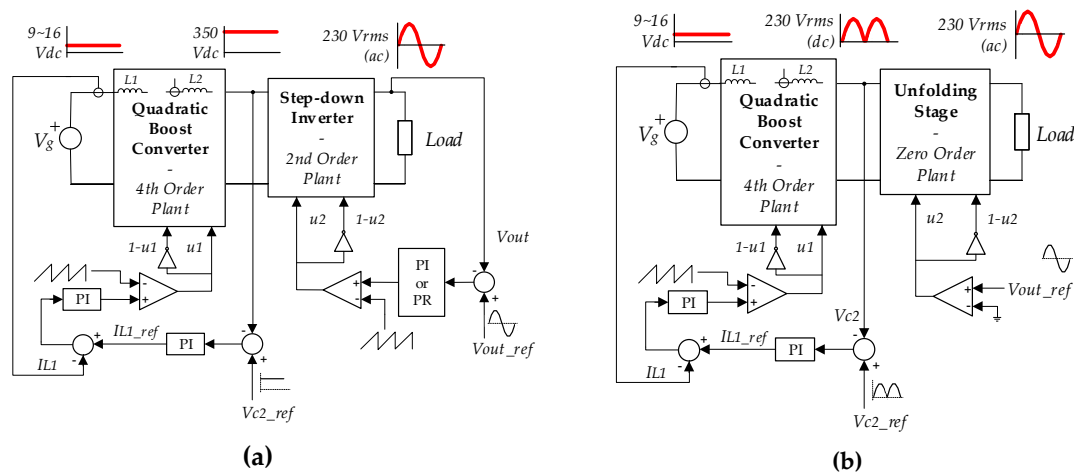 9~16
Vdc
350
Vdc
230 Vrms
(ac)
L1
L2
Quadratic
Boost
Converter
-
4th Order
Plant
Step-down
Inverter
-
2nd Order
Plant
Vg
+
Load
1-u1
u1
u2
1-u2
Vout
-
+
PI
-
+
PI
or
PR
+
-
-
+
Vout_ref
IL1_ref
PI
+
-
IL1
-
+
Vc2_ref
(a)
9~16
Vdc
230 Vrms
(dc)
230 Vrms
(ac)
L1
L2
Quadratic
Boost
Converter
-
4th Order
Plant
Unfolding
Stage
-
Zero Order
Plant
Vg
+
Load
1-u1
u1
u2
1-u2
PI
-
+
+
-
Vout_ref
Vc2
IL1_ref
PI
+
-
IL1
-
+
Vc2_ref
(b)